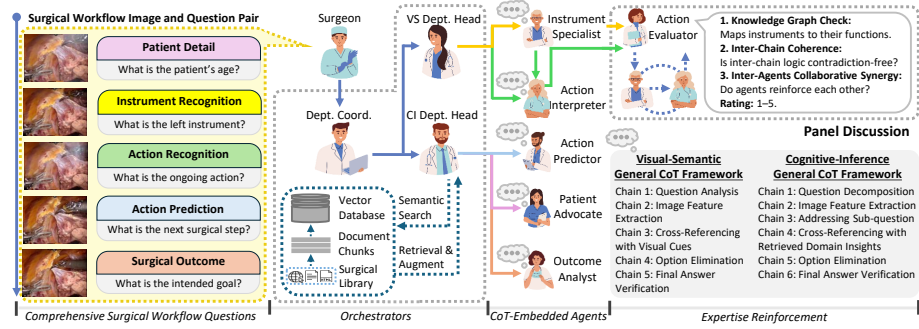 Surgical Workflow Image and Question Pair
Patient Detail
What is the patient's age?
Instrument Recognition
What is the left instrument?
Action Recognition
What is the ongoing action?
Action Prediction
What is the next surgical step?
Surgical Outcome
What is the intended goal?
Comprehensive Surgical Workflow Questions
Surgeon
VS Dept. Head
Dept. Coord.
CI Dept. Head
Vector
Database
Document
Chunks
Surgical
Library
Semantic
Search
Retrieval &
Augment
Orchestrators
Instrument
Specialist
Action
Interpreter
Action
Predictor
Patient
Advocate
Outcome
Analyst
CoT-Embedded Agents
Action
Evaluator
1. Knowledge Graph Check:
Maps instruments to their functions.
2. Inter-Chain Coherence:
Is inter-chain logic contradiction-free?
3. Inter-Agents Collaborative Synergy:
Do agents reinforce each other?
Rating: 1–5.
Panel Discussion
Visual-Semantic
General CoT Framework
Chain 1: Question Analysis
Chain 2: Image Feature
Extraction
Chain 3: Cross-Referencing
with Visual Cues
Chain 4: Option Elimination
Chain 5: Final Answer
Verification
Cognitive-Inference
General CoT Framework
Chain 1: Question Decomposition
Chain 2: Image Feature Extraction
Chain 3: Addressing Sub-question
Chain 4: Cross-Referencing with
Retrieved Domain Insights
Chain 5: Option Elimination
Chain 6: Final Answer Verification
Expertise Reinforcement